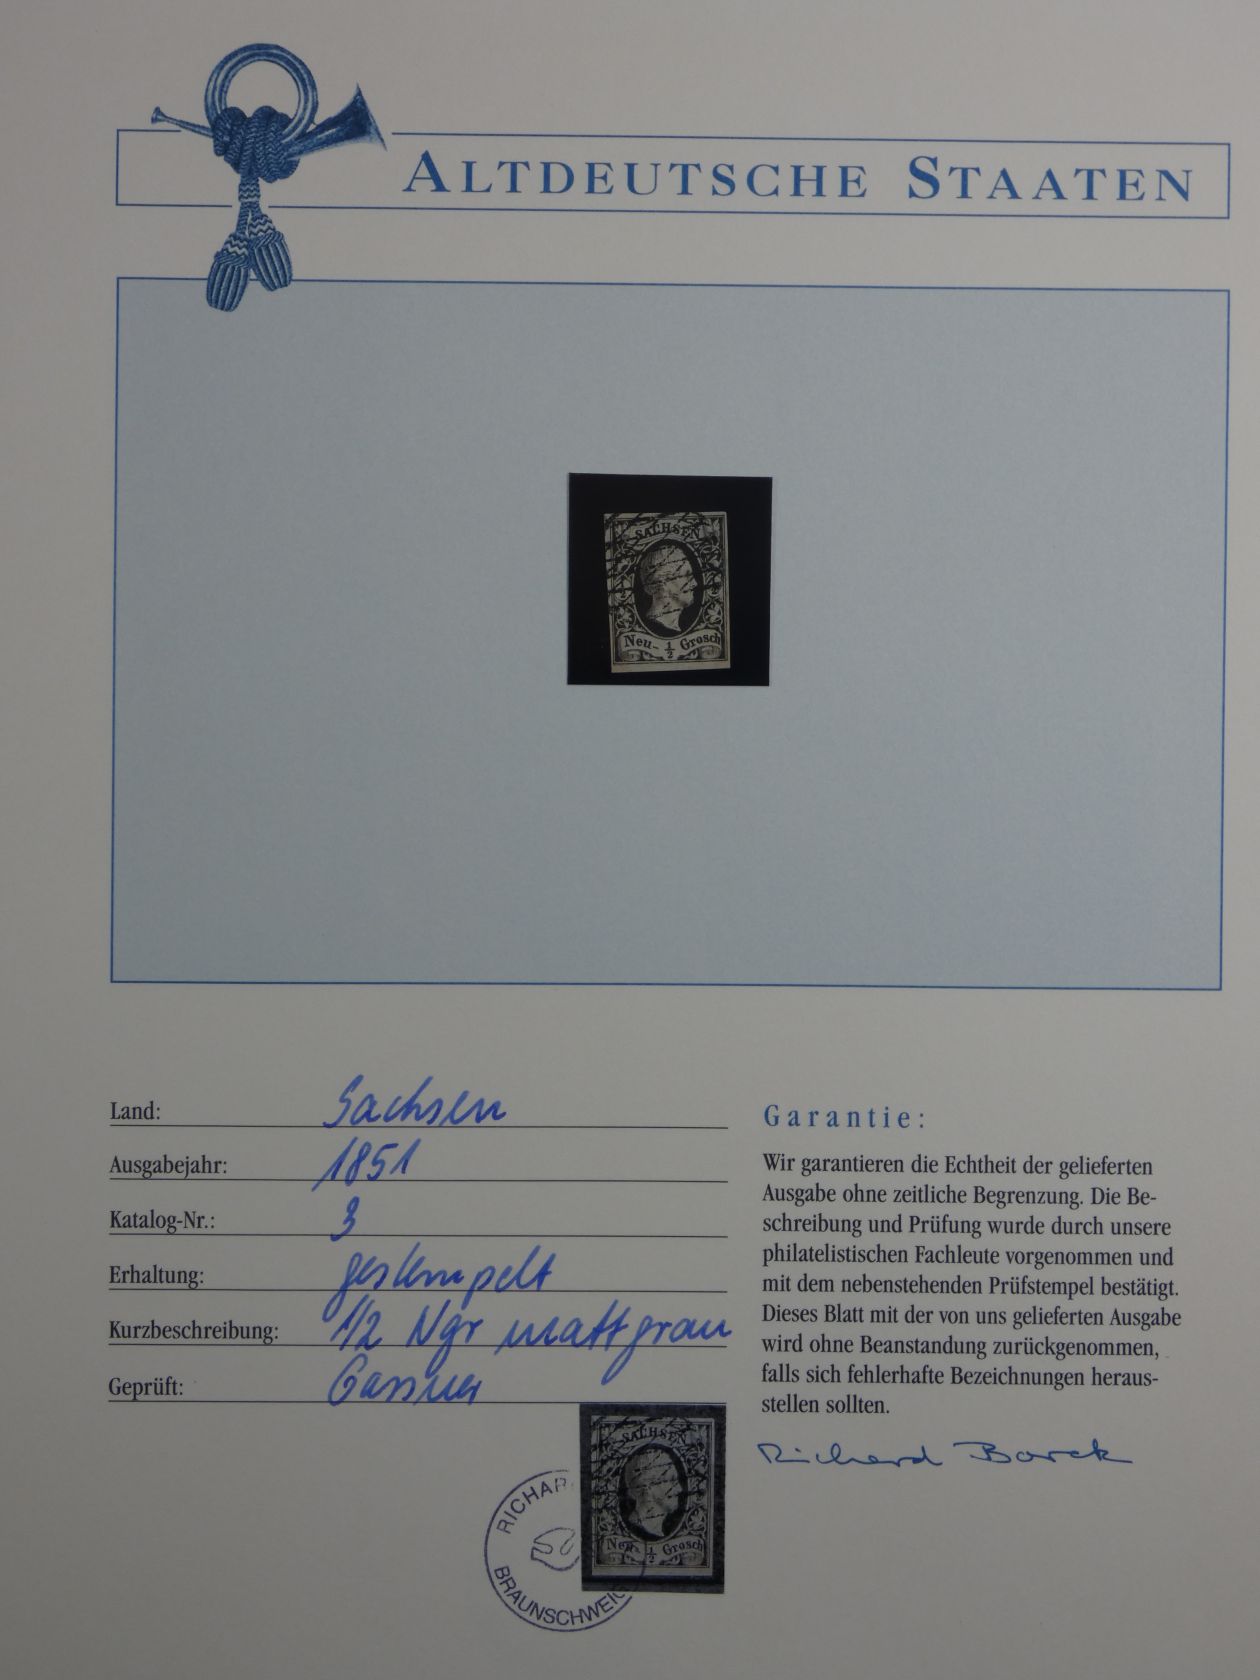 ALTDEUTSCHE STAATEN
SACHSEN
Neu- 1/2 Grosch
Land: Sachsen
Ausgabejahr: 1851
Katalog-Nr.: 3
Erhaltung: gestempelt
Kurzbeschreibung: 1/2 Ngr mattgrau
Geprüft:
Garantie:
Wir garantieren die Echtheit der gelieferten
Ausgabe ohne zeitliche Begrenzung. Die Be-
schreibung und Prüfung wurde durch unsere
philatelistischen Fachleute vorgenommen und
mit dem nebenstehenden Prüfstempel bestätigt.
Dieses Blatt mit der von uns gelieferten Ausgabe
wird ohne Beanstandung zurückgenommen,
falls sich fehlerhafte Bezeichnungen heraus-
stellen sollten.
Richard Borek
SACHSEN
Neu- 1/2 Grosch
RICHAR
BRAUNSCHWEIG